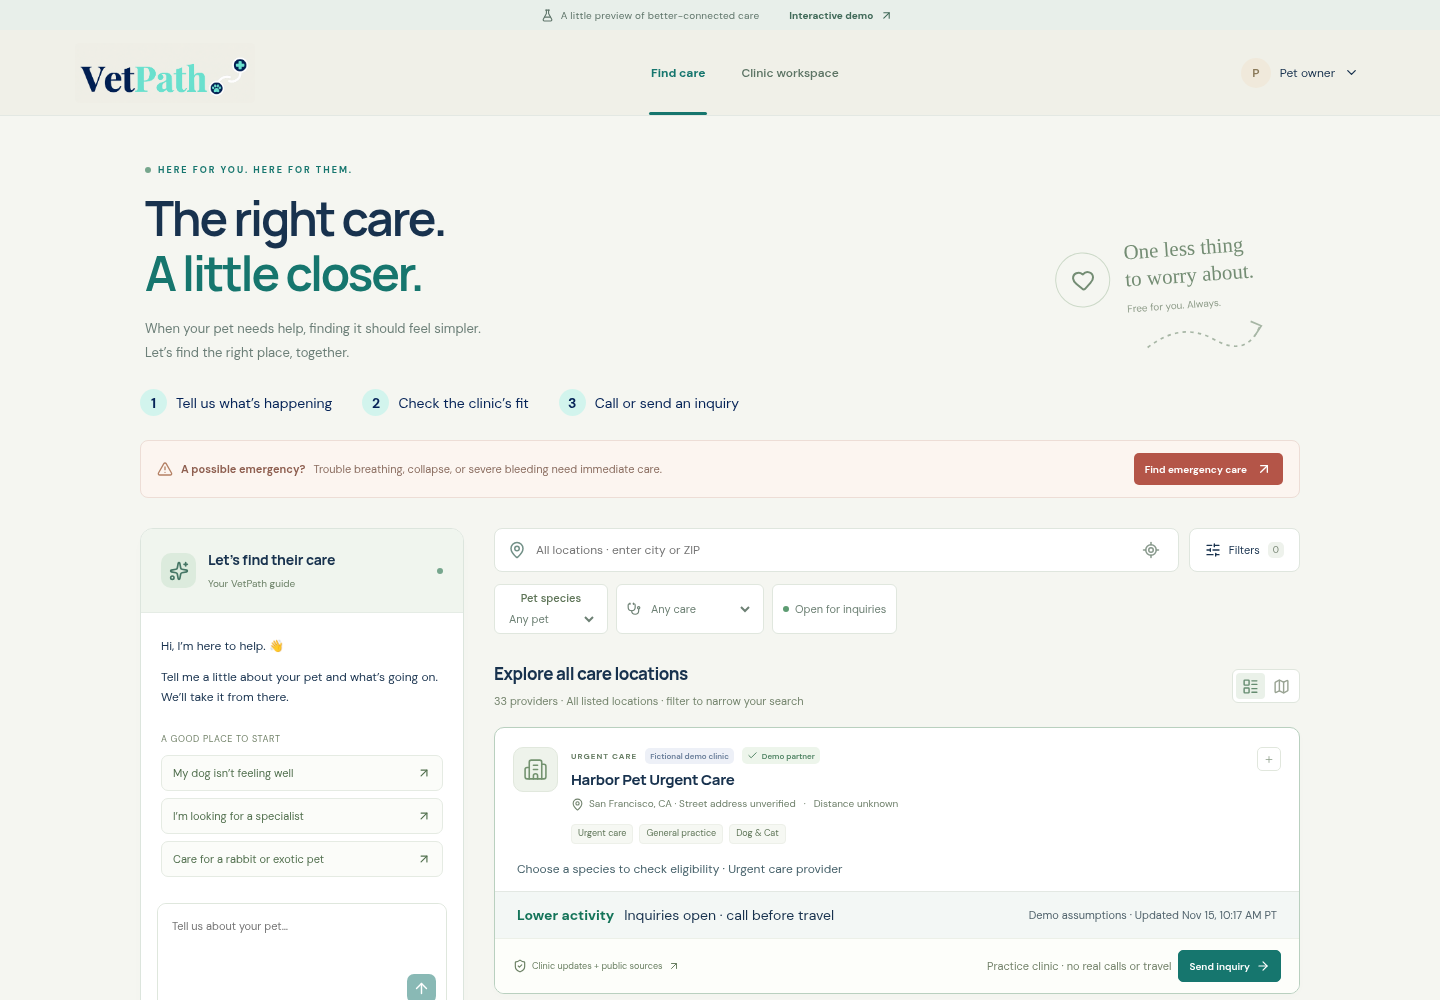 A little preview of better-connected care Interactive demo
VetPath
Find care
Clinic workspace
P Pet owner
HERE FOR YOU. HERE FOR THEM.
The right care.
A little closer.
When your pet needs help, finding it should feel simpler.
Let’s find the right place, together.
One less thing
to worry about.
Free for you. Always.
1 Tell us what’s happening
2 Check the clinic’s fit
3 Call or send an inquiry
A possible emergency? Trouble breathing, collapse, or severe bleeding need immediate care.
Find emergency care
Let’s find their care
Your VetPath guide
Hi, I’m here to help. 👋
Tell me a little about your pet and what’s going on.
We’ll take it from there.
A GOOD PLACE TO START
My dog isn’t feeling well
I’m looking for a specialist
Care for a rabbit or exotic pet
Tell us about your pet…
All locations · enter city or ZIP
Filters 0
Pet species
Any pet
Any care
Open for inquiries
Explore all care locations
33 providers · All listed locations · filter to narrow your search
URGENT CARE Fictional demo clinic Demo partner
+
Harbor Pet Urgent Care
San Francisco, CA · Street address unverified · Distance unknown
Urgent care General practice Dog & Cat
Choose a species to check eligibility · Urgent care provider
Lower activity Inquiries open · call before travel
Demo assumptions · Updated Nov 15, 10:17 AM PT
Clinic updates + public sources
Practice clinic · no real calls or travel
Send inquiry